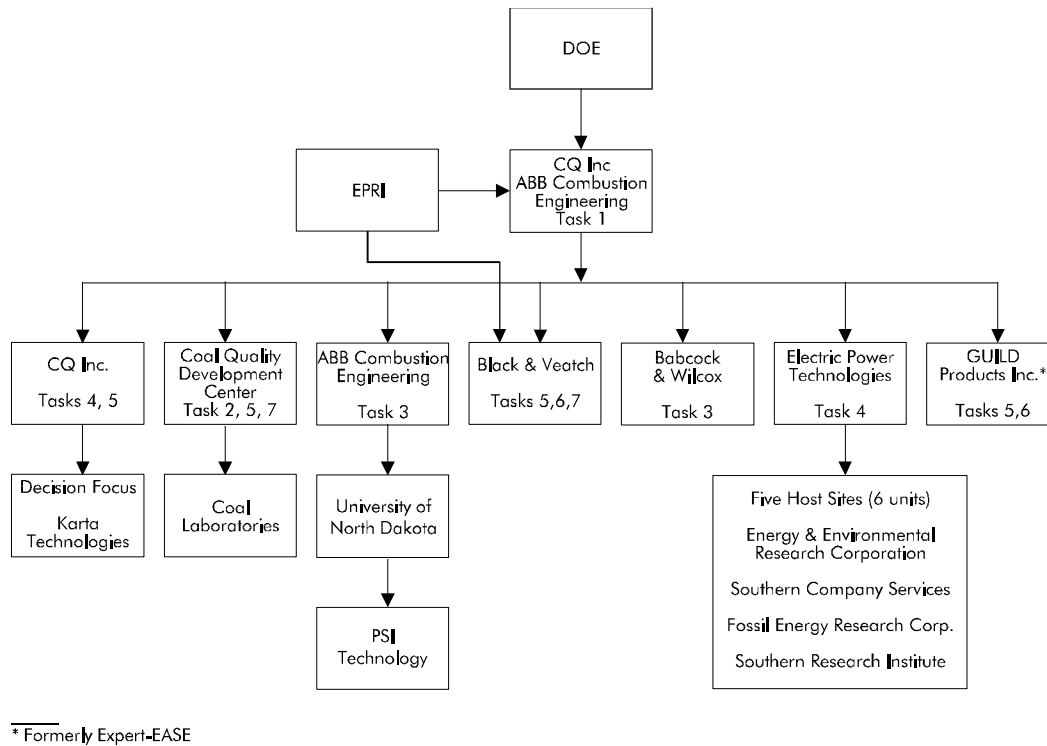 DOE
EPRI
CQ Inc
ABB Combustion
Engineering
Task 1
CQ Inc.
Tasks 4, 5
Coal Quality
Development
Center
Task 2, 5, 7
ABB Combustion
Engineering
Task 3
Black & Veatch
Tasks 5,6,7
Babcock
& Wilcox
Task 3
Electric Power
Technologies
Task 4
GUILD
Products Inc.*
Tasks 5,6
Decision Focus
Karta
Technologies
Coal
Laboratories
University of
North Dakota
PSI
Technology
Five Host Sites (6 units)
Energy & Environmental
Research Corporation
Southern Company Services
Fossil Energy Research Corp.
Southern Research Institute
* Formerly Expert-EASE